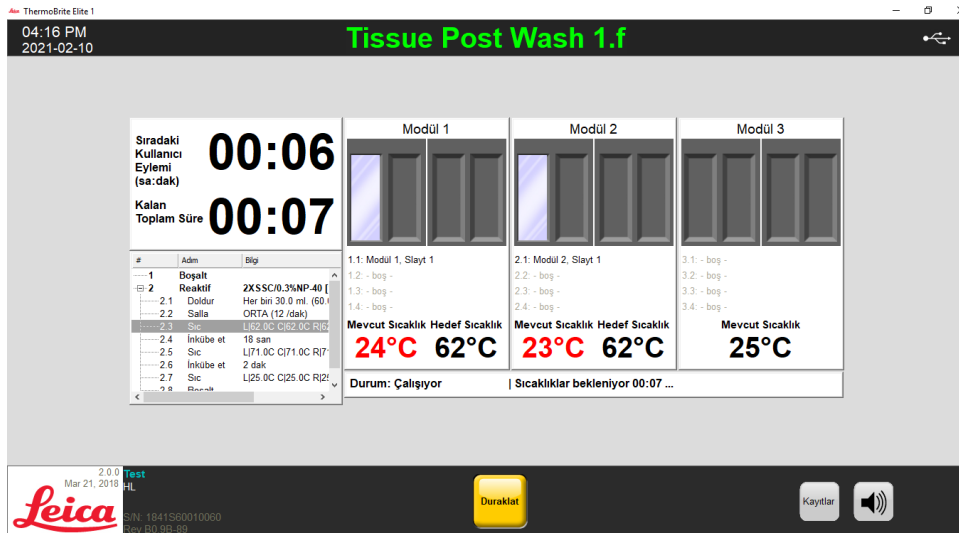 ThermoBrite Elite 1
04:16 PM
2021-02-10
Tissue Post Wash 1.f
Sıradaki
Kullanıcı
Eylemi
(sa:dak)
00:06
Kalan
Toplam Süre
00:07
# Adım Bilgi
1 Boşalt
2 Reaktif 2XSSC/0.3%NP-40 [
2.1 Doldur Her biri 30.0 ml. (60.
2.2 Salla ORTA (12 /dak)
2.3 Sıc L|62.0C C|62.0C R|62
2.4 İnkübe et 18 san
2.5 Sıc L|71.0C C|71.0C R|7
2.6 İnkübe et 2 dak
2.7 Sıc L|25.0C C|25.0C R|25
2.8 Boşalt
Modül 1
1.1: Modül 1, Slayt 1
1.2: - boş -
1.3: - boş -
1.4: - boş -
Mevcut Sıcaklık Hedef Sıcaklık
24°C 62°C
Modül 2
2.1: Modül 2, Slayt 1
2.2: - boş -
2.3: - boş -
2.4: - boş -
Mevcut Sıcaklık Hedef Sıcaklık
23°C 62°C
Modül 3
3.1: - boş -
3.2: - boş -
3.3: - boş -
3.4: - boş -
Mevcut Sıcaklık
25°C
Durum: Çalışıyor | Sıcaklıklar bekleniyor 00:07 ...
2.0.0
Mar 21, 2018
Leica
Test
HL
S/N: 1841S60010060
Rev B0.9B-89
Duraklat
Kayıtlar